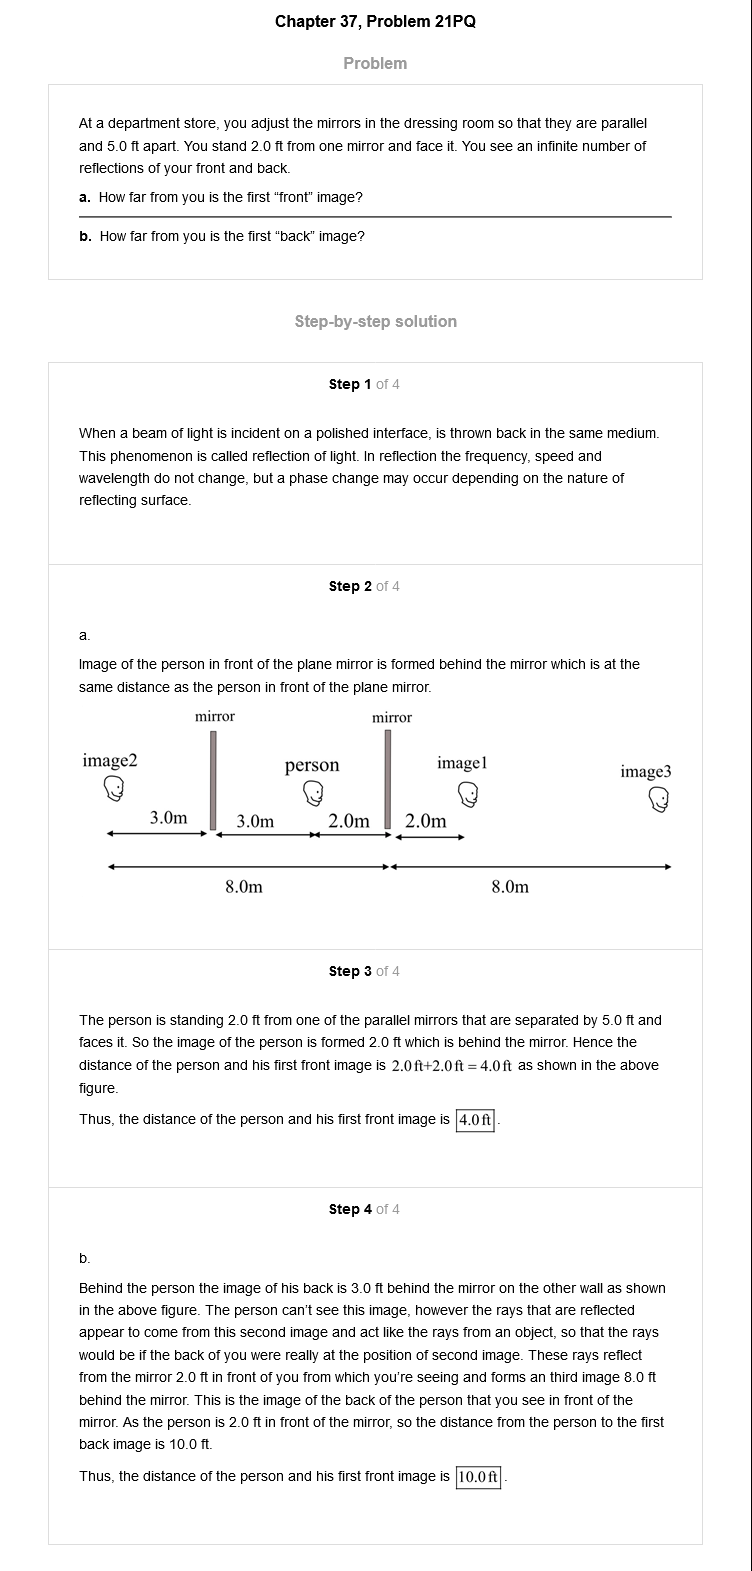 Chapter 37, Problem 21PQ
Problem
At a department store, you adjust the mirrors in the dressing room so that they are parallel
and 5.0 ft apart. You stand 2.0 ft from one mirror and face it. You see an infinite number of
reflections of your front and back.
a. How far from you is the first “front” image?
b. How far from you is the first “back” image?
Step-by-step solution
Step 1 of 4
When a beam of light is incident on a polished interface, is thrown back in the same medium.
This phenomenon is called reflection of light. In reflection the frequency, speed and
wavelength do not change, but a phase change may occur depending on the nature of
reflecting surface.
Step 2 of 4
a.
Image of the person in front of the plane mirror is formed behind the mirror which is at the
same distance as the person in front of the plane mirror.
mirror mirror
image2 person image1 image3
3.0m 3.0m 2.0m 2.0m
8.0m 8.0m
Step 3 of 4
The person is standing 2.0 ft from one of the parallel mirrors that are separated by 5.0 ft and
faces it. So the image of the person is formed 2.0 ft which is behind the mirror. Hence the
distance of the person and his first front image is 2.0ft+2.0ft = 4.0ft as shown in the above
figure.
Thus, the distance of the person and his first front image is 4.0ft.
Step 4 of 4
b.
Behind the person the image of his back is 3.0 ft behind the mirror on the other wall as shown
in the above figure. The person can’t see this image, however the rays that are reflected
appear to come from this second image and act like the rays from an object, so that the rays
would be if the back of you were really at the position of second image. These rays reflect
from the mirror 2.0 ft in front of you from which you’re seeing and forms an third image 8.0 ft
behind the mirror. This is the image of the back of the person that you see in front of the
mirror. As the person is 2.0 ft in front of the mirror, so the distance from the person to the first
back image is 10.0 ft.
Thus, the distance of the person and his first front image is 10.0ft.